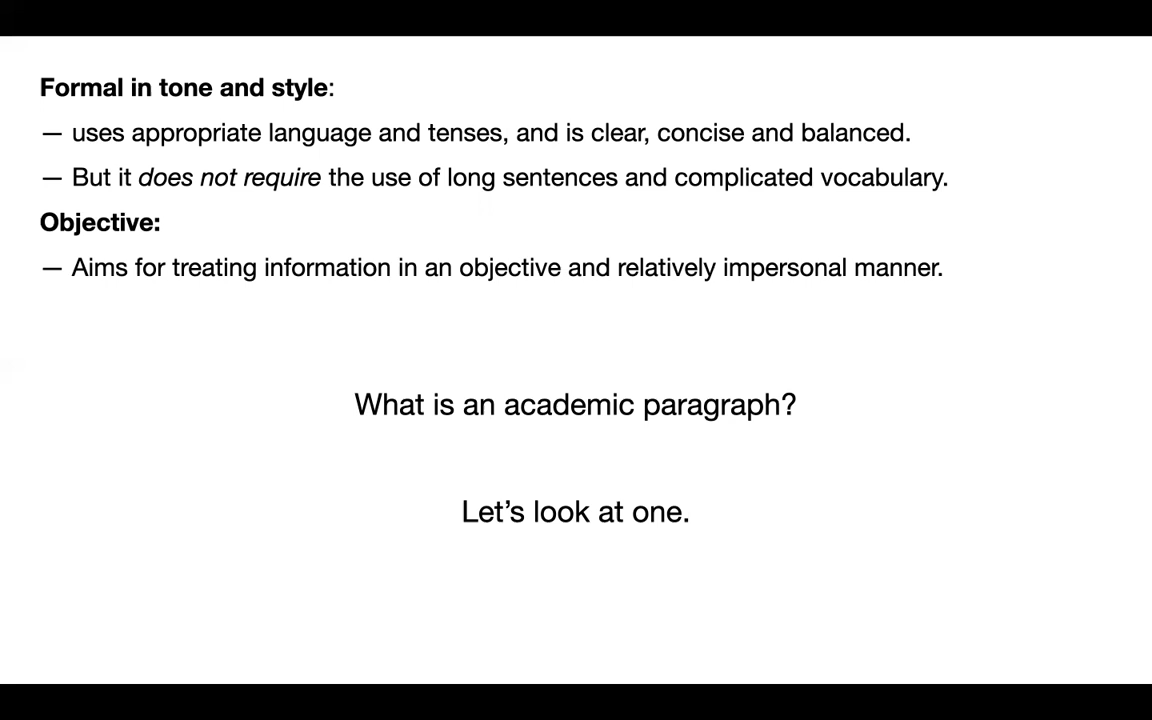 Formal in tone and style:
— uses appropriate language and tenses, and is clear, concise and balanced.
— But it does not require the use of long sentences and complicated vocabulary.
Objective:
— Aims for treating information in an objective and relatively impersonal manner.
What is an academic paragraph?
Let’s look at one.